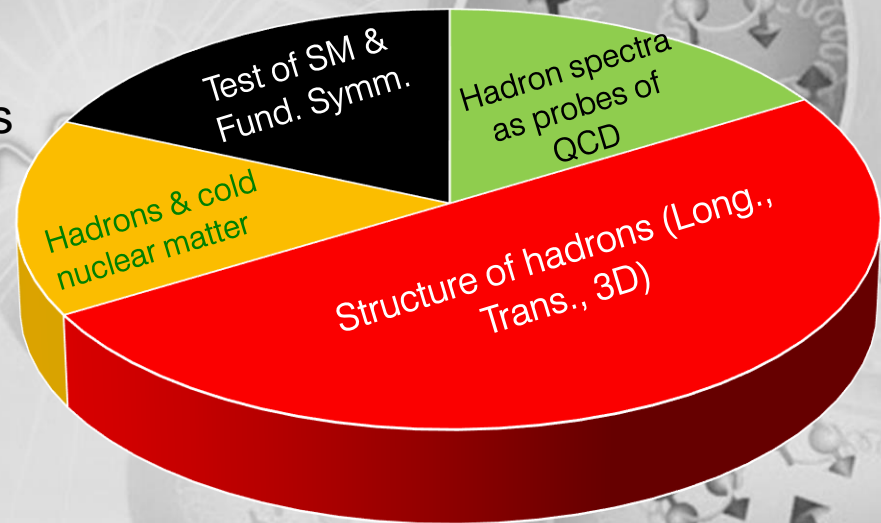 Test of SM &
Fund. Symm.
Hadron spectra
as probes of
QCD
s
Hadrons & cold
nuclear matter
Structure of hadrons (Long.,
Trans., 3D)